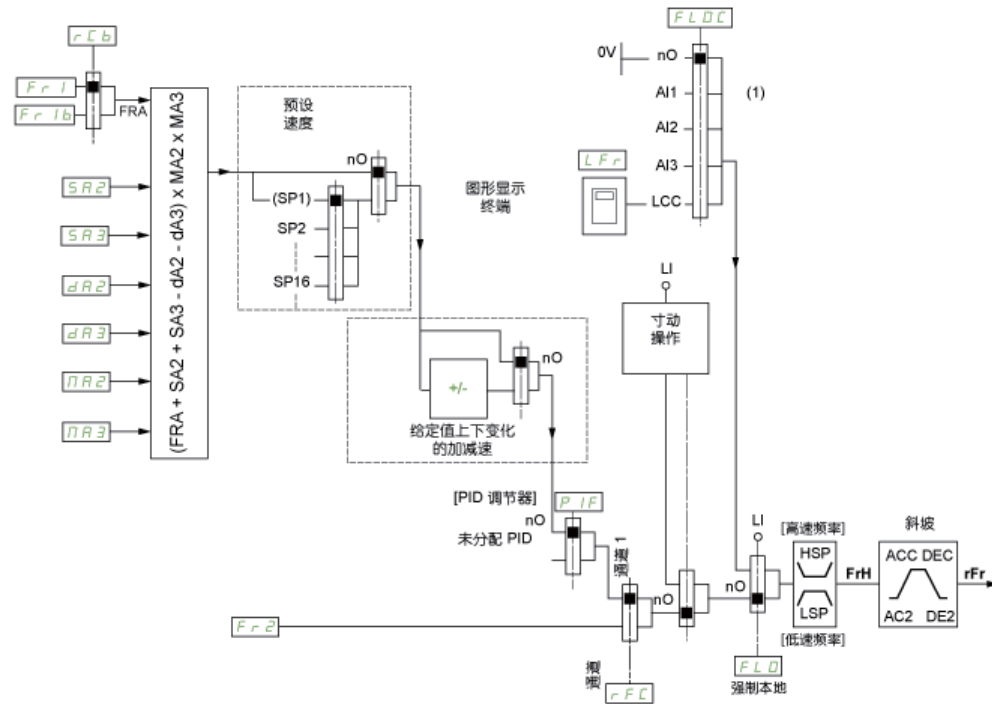 rCb
FLOC
Fr1
Fr1b
FRA
0V
nO
AI1
(1)
AI2
AI3
LFr
LCC
预设
速度
nO
(SP1)
SP2
SP16
图形显示
终端
SA2
SA3
dA2
dA3
MA2
MA3
(FRA + SA2 + SA3 - dA2 - dA3) x MA2 x MA3
LI
寸动
操作
+/-
nO
给定值上下变化
的加减速
[PID 调节器]
PIF
nO
未分配 PID
通道 1
nO
Fr2
通道
rFC
LI
nO
FLO
强制本地
[高速频率]
HSP
LSP
[低速频率]
FrH
斜坡
ACC DEC
AC2 DE2
rFr